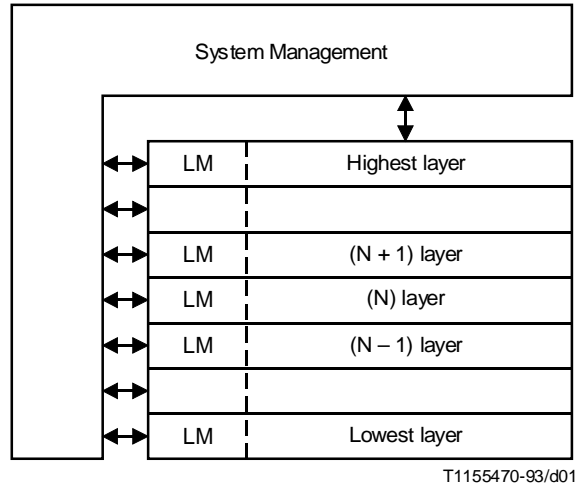 System Management
LM Highest layer
LM (N + 1) layer
LM (N) layer
LM (N – 1) layer
LM Lowest layer
T1155470-93/d01